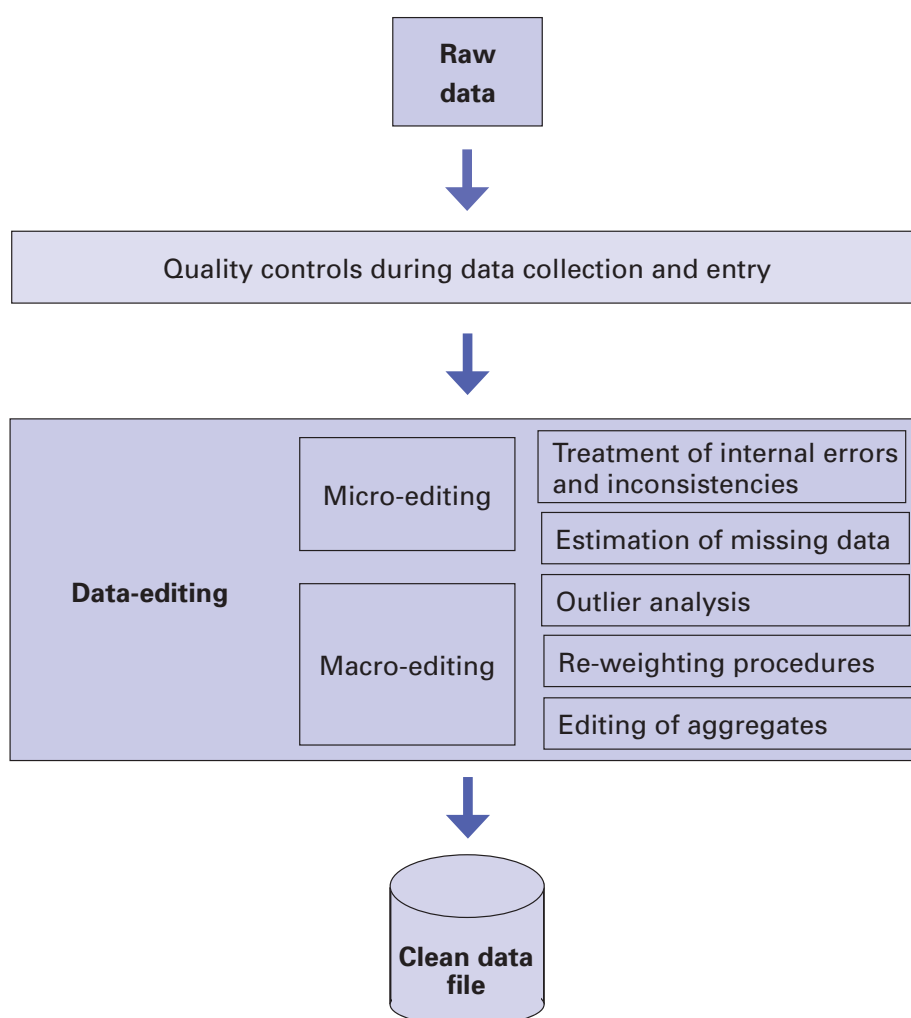 Raw
data
Quality controls during data collection and entry
Data-editing
Micro-editing
Treatment of internal errors
and inconsistencies
Estimation of missing data
Macro-editing
Outlier analysis
Re-weighting procedures
Editing of aggregates
Clean data
file